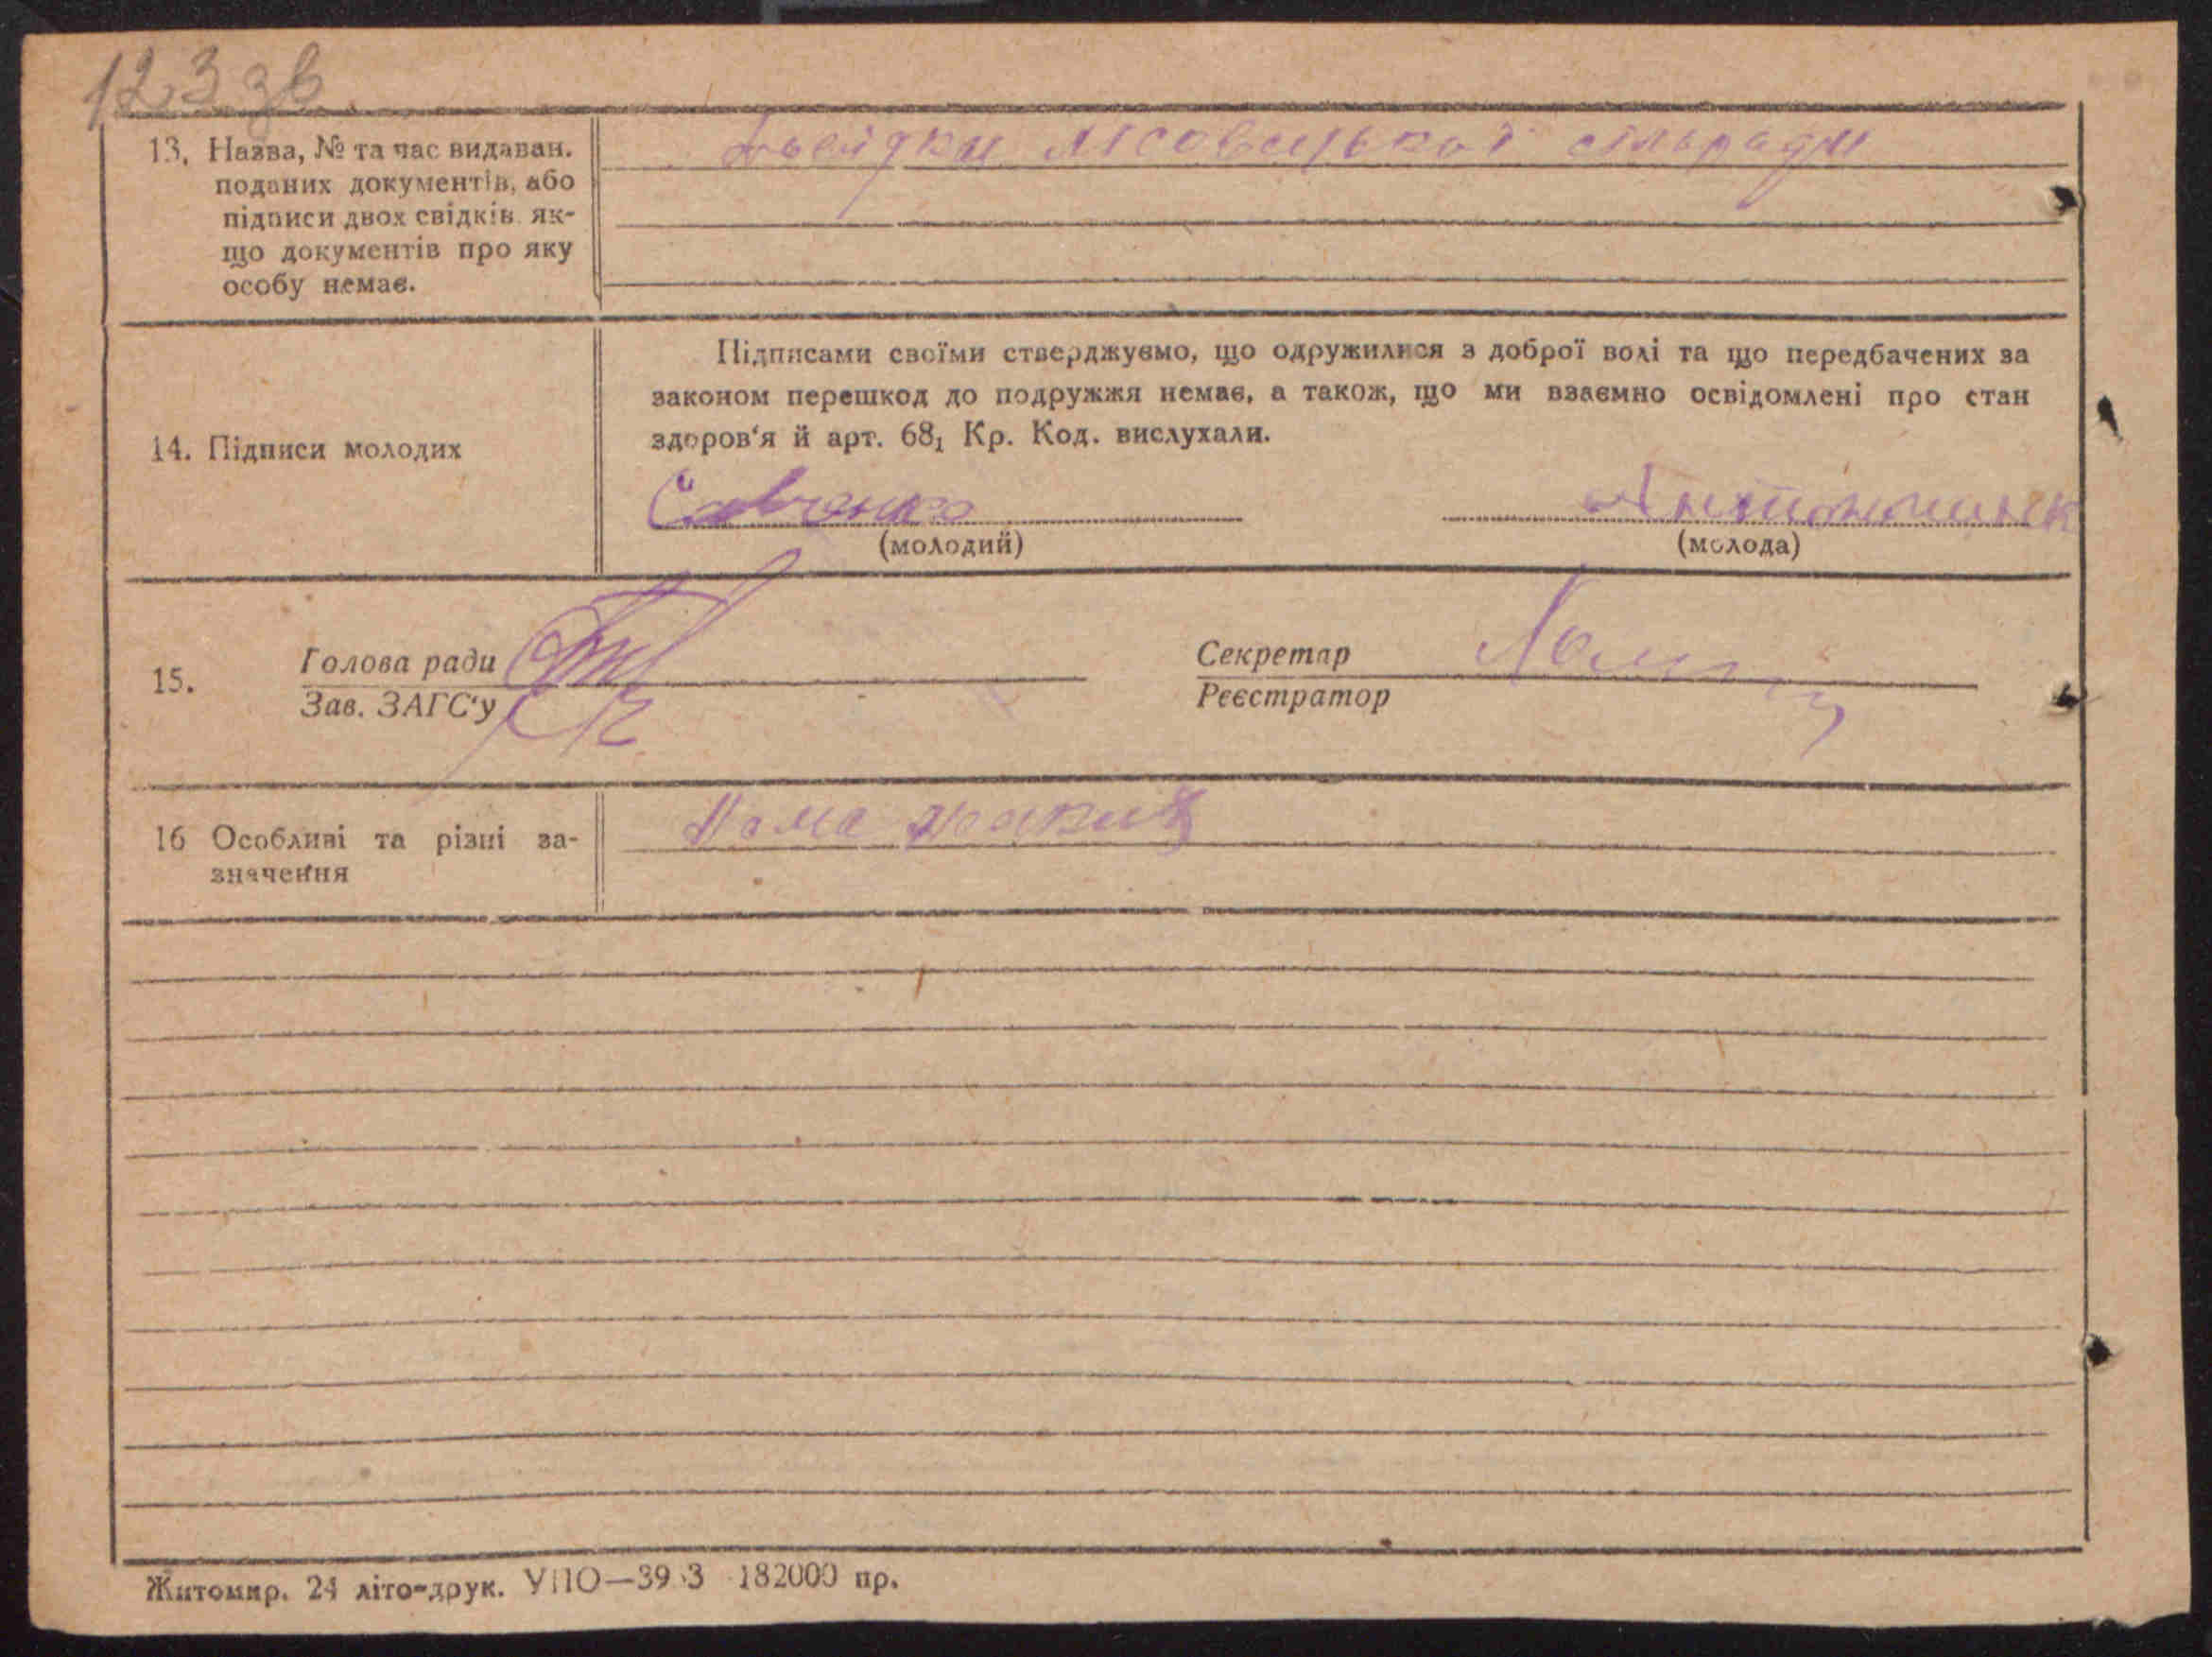 123 зв
13. Назва, № та час видаван.
поданих документів, або
підписи двох свідків як-
що документів про яку
особу немає.
Довідки Лісовецької сільради
14. Підписи молодих
Підписами своїми стверджуємо, що одружилися з доброї волі та що передбачених за
законом перешкод до подружжя немає, а також, що ми взаємно освідомлені про стан
здоров'я й арт. 68₁ Кр. Код. вислухали.
Савченко
(молодий)
(молода)
15.
Голова ради
Зав. ЗАГС'у
Секретар
Реєстратор
16 Особливі та різні за-
значення
Нема
Житомир. 24 літо-друк. УПО—39 3 182000 пр.